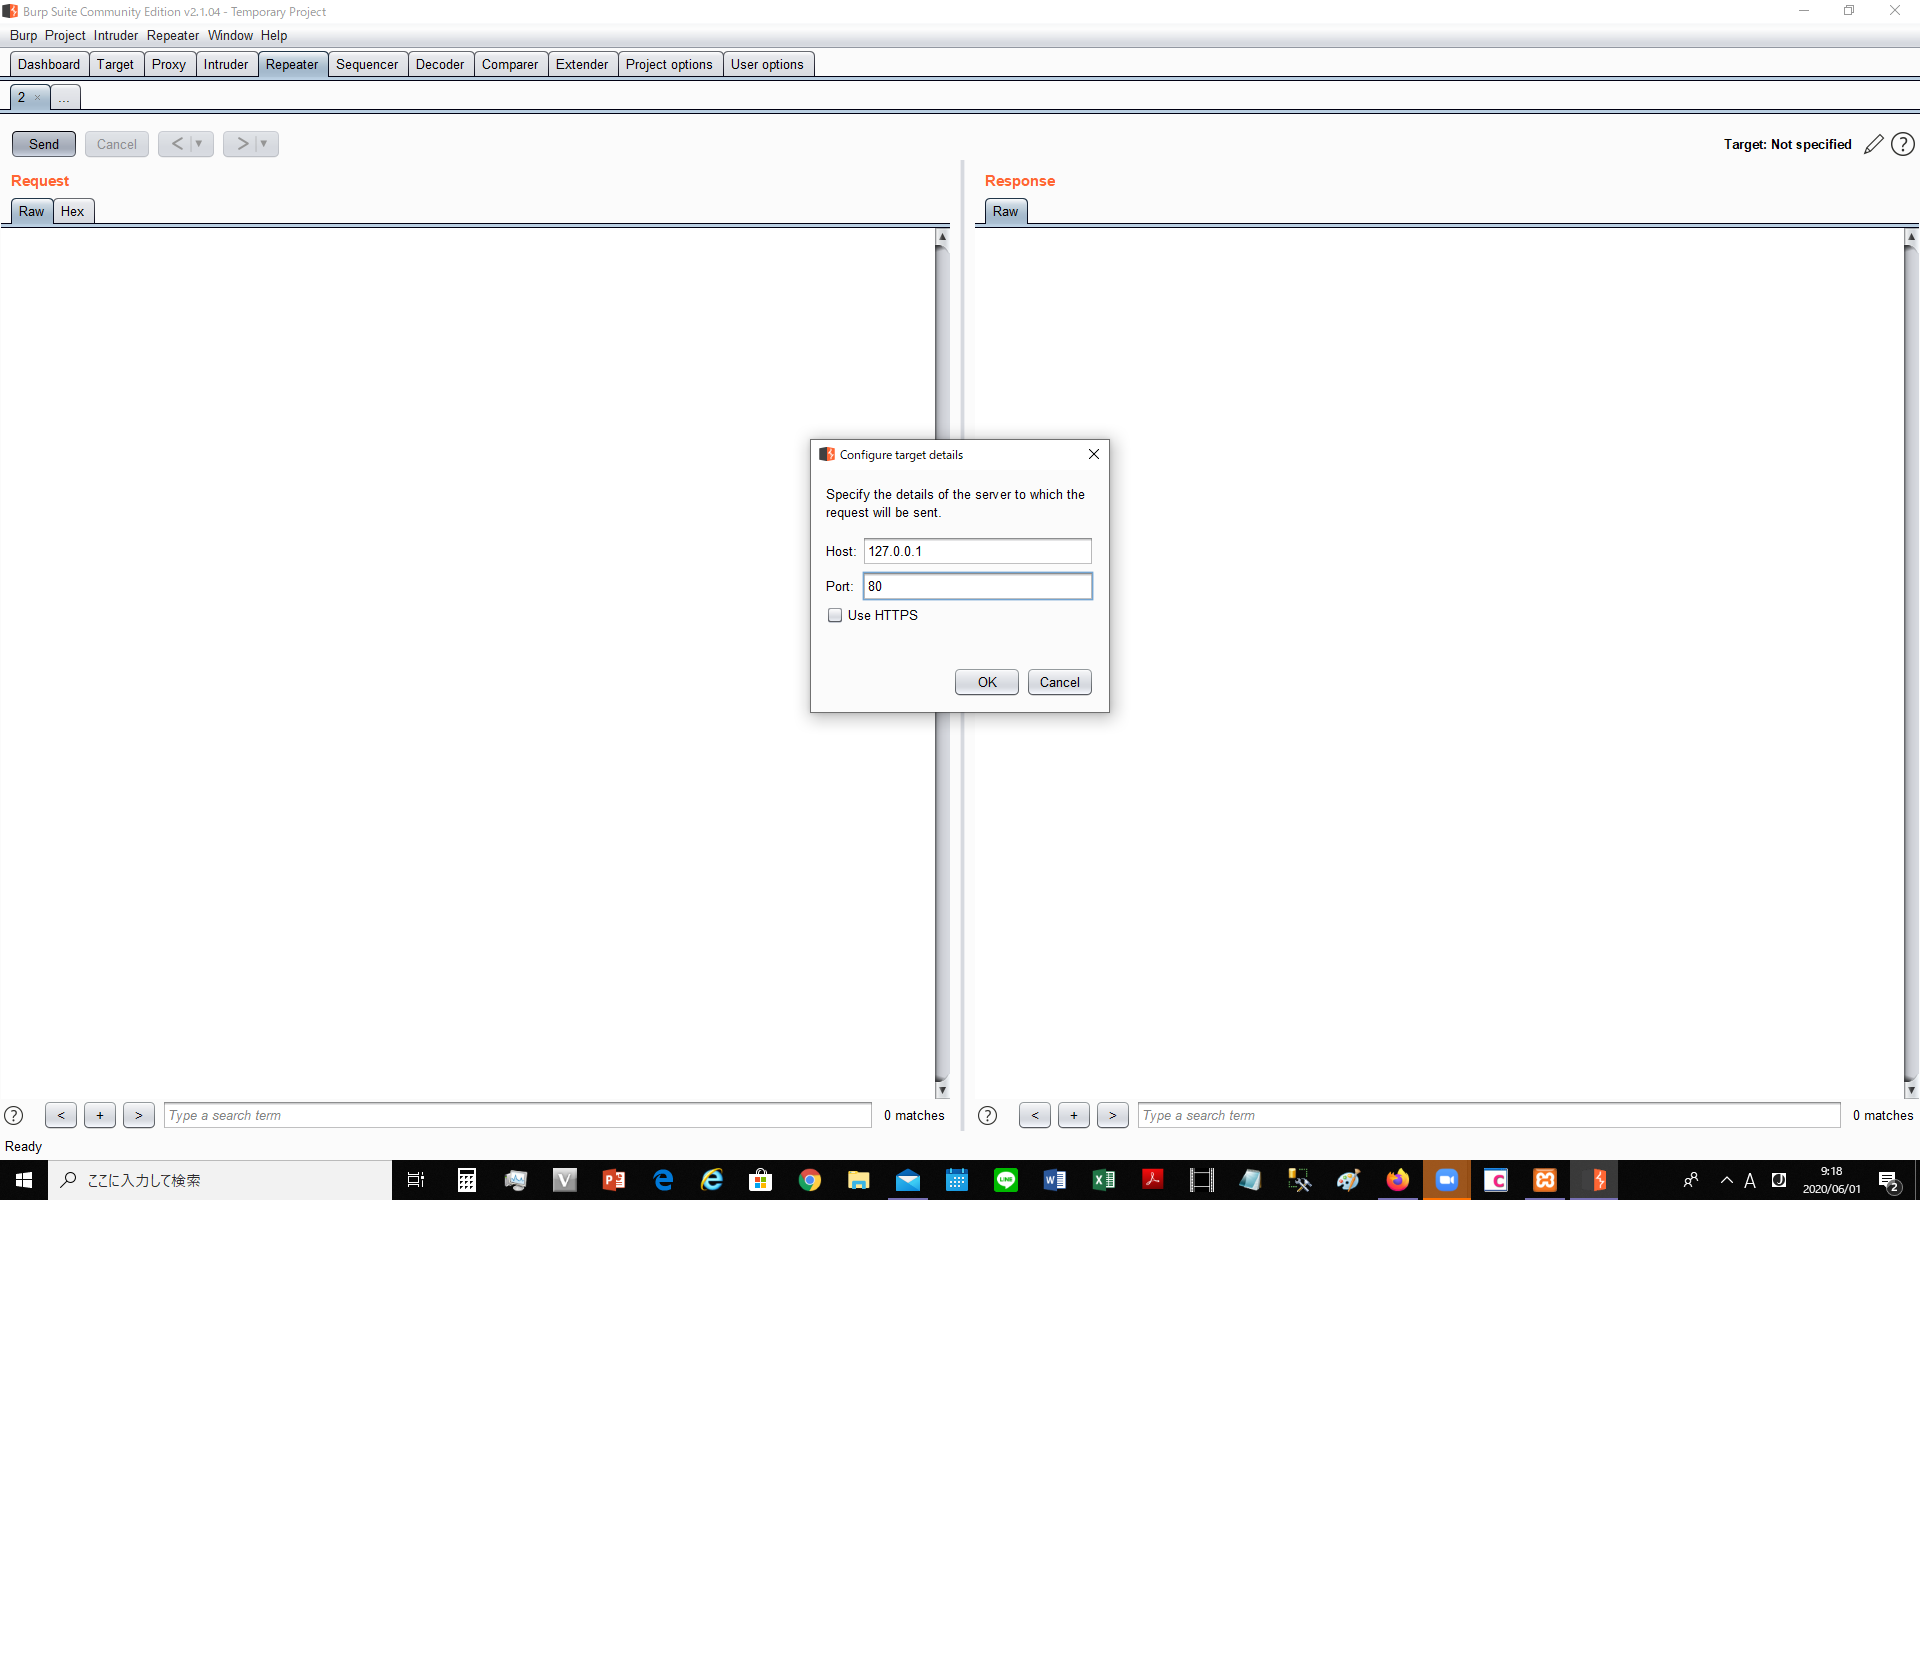 Burp Suite Community Edition v2.1.04 - Temporary Project
Burp Project Intruder Repeater Window Help
Dashboard Target Proxy Intruder Repeater Sequencer Decoder Comparer Extender Project options User options
2 × ...
Send Cancel < > Target: Not specified ?
Request Response
Raw Hex Raw
Configure target details
Specify the details of the server to which the
request will be sent.
Host: 127.0.0.1
Port: 80
Use HTTPS
OK Cancel
? < + > Type a search term 0 matches ? < + > Type a search term 0 matches
Ready
ここに入力して検索
A
9:18
2020/06/01
2